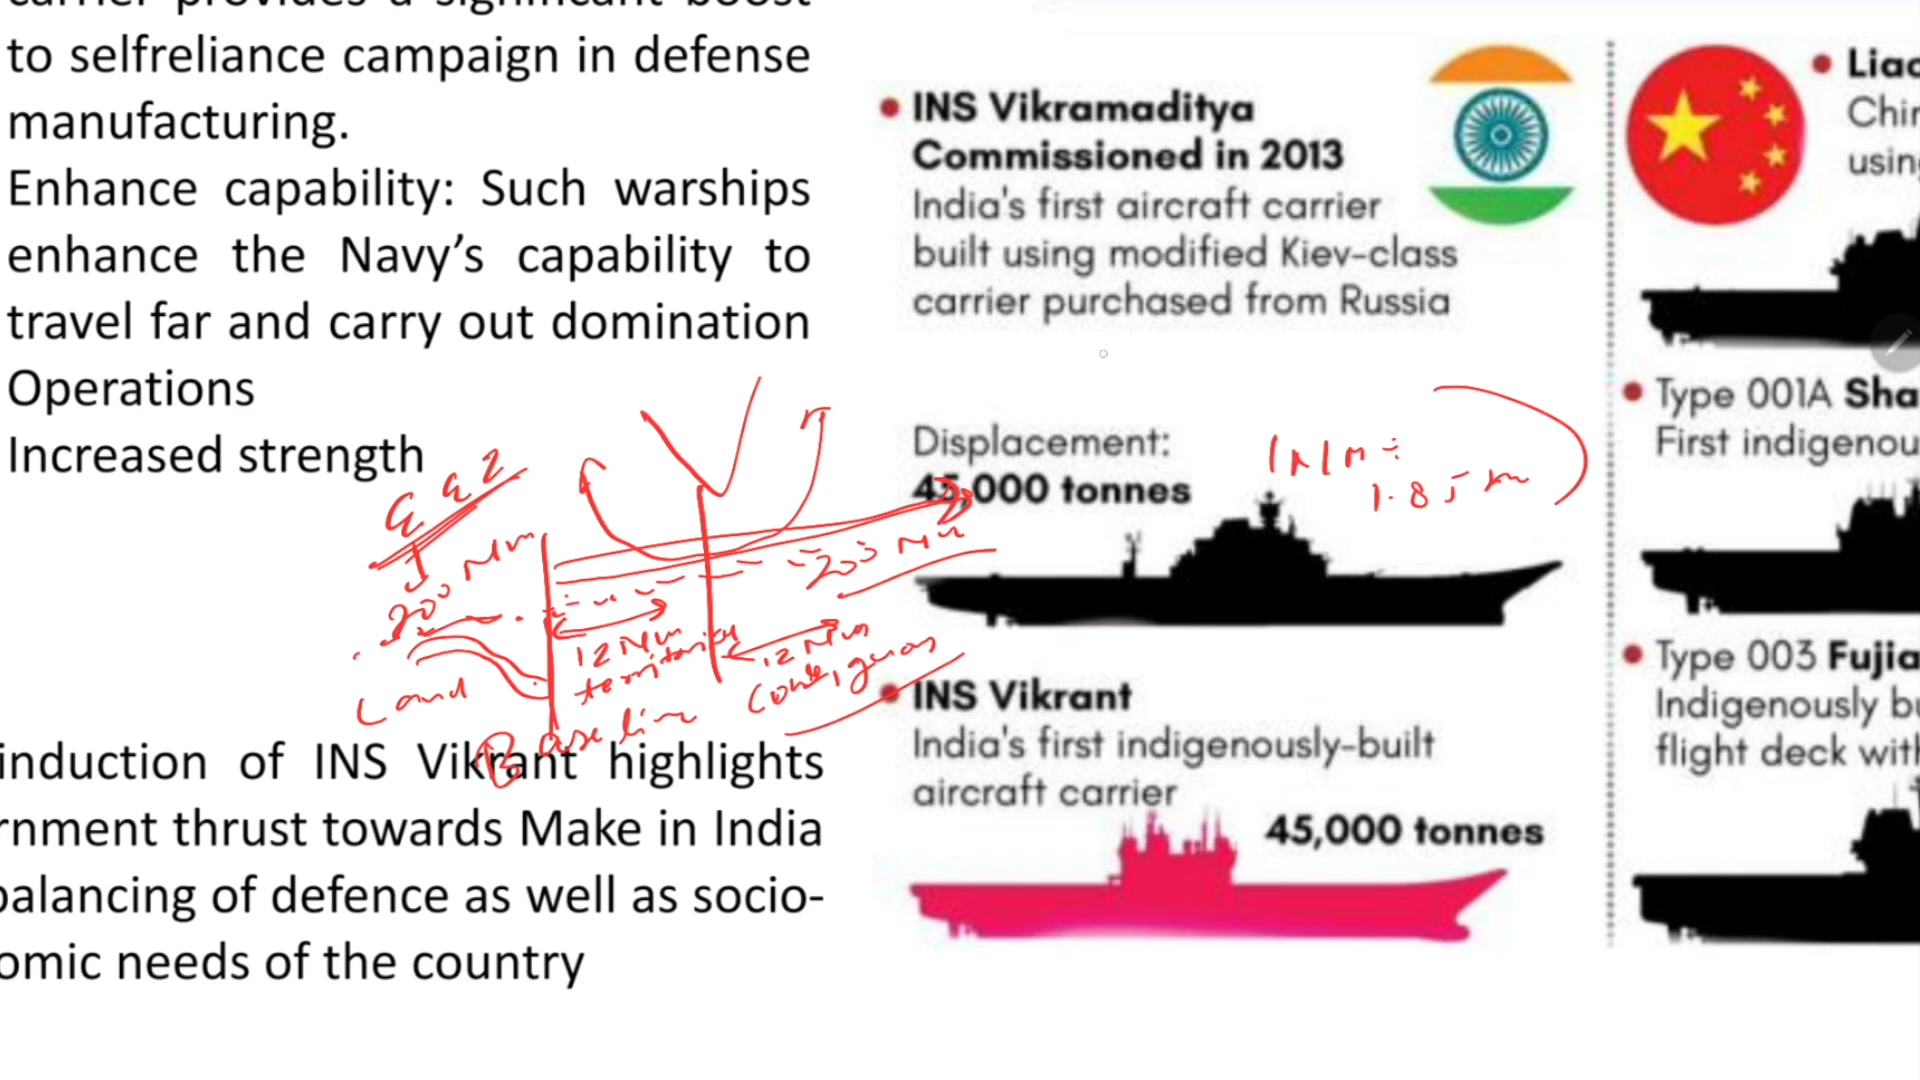 carrier provides a significant boost
to selfreliance campaign in defense
manufacturing.
Enhance capability: Such warships
enhance the Navy's capability to
travel far and carry out domination
Operations
Increased strength
induction of INS Vikrant highlights
rnment thrust towards Make in India
balancing of defence as well as socio-
omic needs of the country
INS Vikramaditya
Commissioned in 2013
India's first aircraft carrier
built using modified Kiev-class
carrier purchased from Russia
Displacement:
45,000 tonnes
INS Vikrant
India's first indigenously-built
aircraft carrier
45,000 tonnes
Liao
Chin
using
Type 001A Sha
First indigenou
Type 003 Fujia
Indigenously bu
flight deck with
200 Nm
Land
Base line
12 Nm
territorial
12 Nm
200 Nm
1 N m =
1.85 m